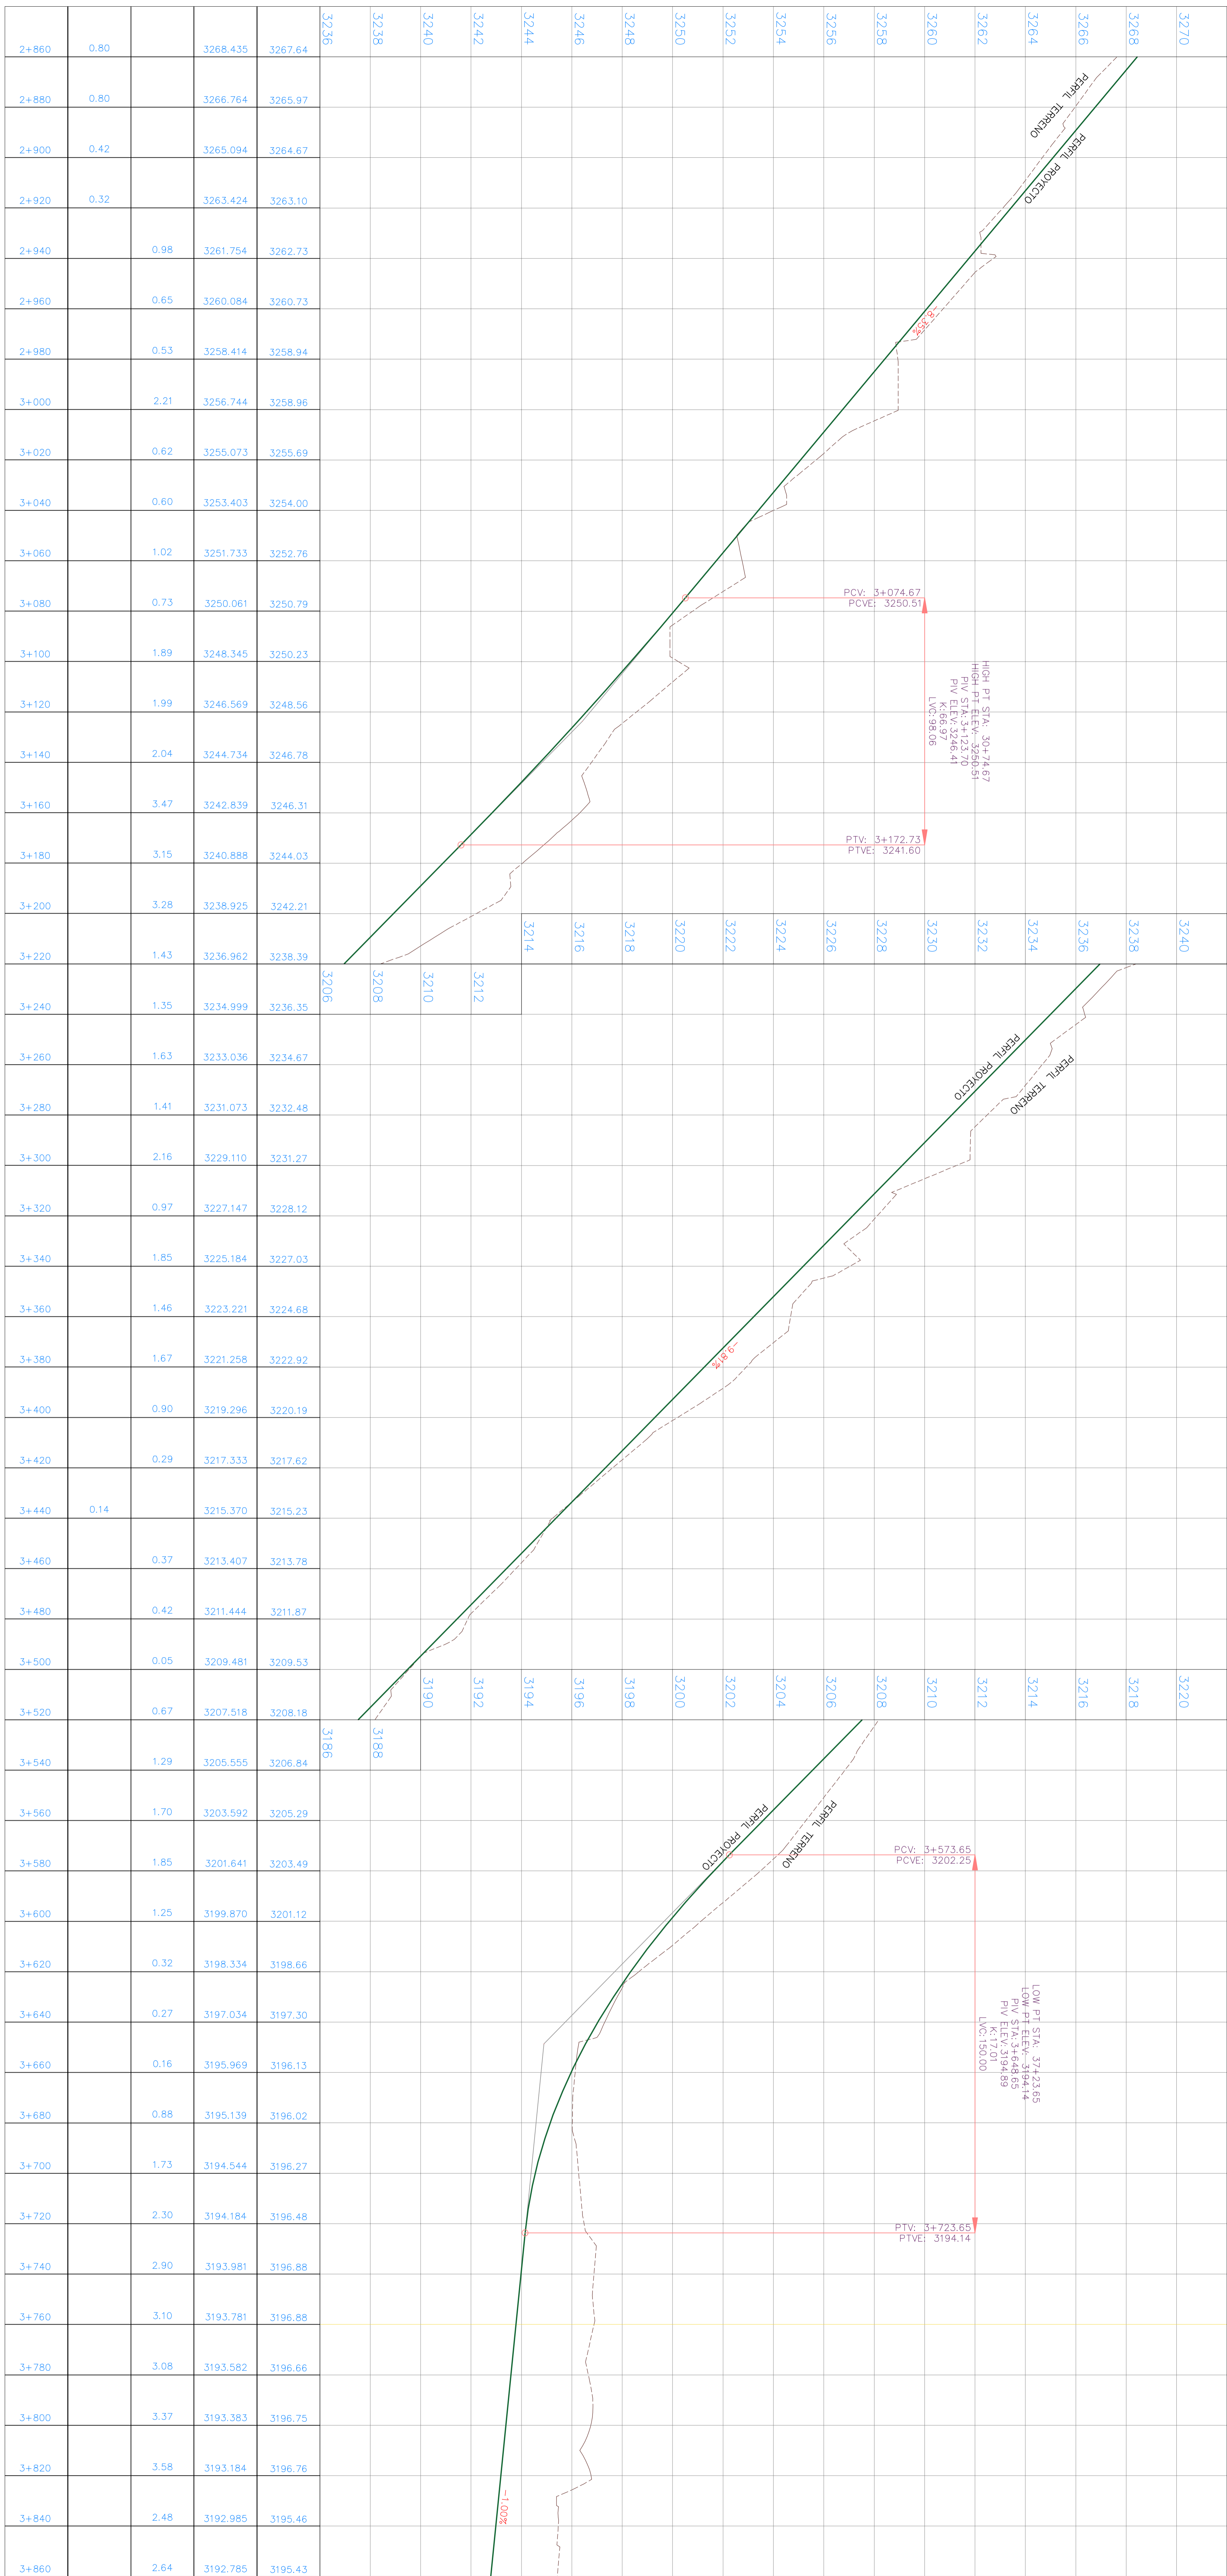 3236 3238 3240 3242 3244 3246 3248 3250 3252 3254 3256 3258 3260 3262 3264 3266 3268 3270
2+860 0.80 3268.435 3267.64
2+880 0.80 3266.764 3265.97
PERFIL TERRENO
PERFIL PROYECTO
2+900 0.42 3265.094 3264.67
2+920 0.32 3263.424 3263.10
2+940 0.98 3261.754 3262.73
2+960 0.65 3260.084 3260.73
-8.35%
2+980 0.53 3258.414 3258.94
3+000 2.21 3256.744 3258.96
3+020 0.62 3255.073 3255.69
3+040 0.60 3253.403 3254.00
3+060 1.02 3251.733 3252.76
PCV: 3+074.67
PCVE: 3250.51
3+080 0.73 3250.061 3250.79
3+100 1.89 3248.345 3250.23
HIGH PT STA: 30+74.67
HIGH PT ELEV: 3250.51
PIV STA: 3+123.70
PIV ELEV: 3246.41
K: 66.97
LVC: 98.06
3+120 1.99 3246.569 3248.56
3+140 2.04 3244.734 3246.78
3+160 3.47 3242.839 3246.31
PTV: 3+172.73
PTVE: 3241.60
3+180 3.15 3240.888 3244.03
3+200 3.28 3238.925 3242.21
3214 3216 3218 3220 3222 3224 3226 3228 3230 3232 3234 3236 3238 3240
3+220 1.43 3236.962 3238.39
3206 3208 3210 3212
3+240 1.35 3234.999 3236.35
PERFIL PROYECTO
PERFIL TERRENO
3+260 1.63 3233.036 3234.67
3+280 1.41 3231.073 3232.48
3+300 2.16 3229.110 3231.27
3+320 0.97 3227.147 3228.12
3+340 1.85 3225.184 3227.03
3+360 1.46 3223.221 3224.68
-9.81%
3+380 1.67 3221.258 3222.92
3+400 0.90 3219.296 3220.19
3+420 0.29 3217.333 3217.62
3+440 0.14 3215.370 3215.23
3+460 0.37 3213.407 3213.78
3+480 0.42 3211.444 3211.87
3+500 0.05 3209.481 3209.53
3190 3192 3194 3196 3198 3200 3202 3204 3206 3208 3210 3212 3214 3216 3218 3220
3+520 0.67 3207.518 3208.18
3186 3188
3+540 1.29 3205.555 3206.84
3+560 1.70 3203.592 3205.29
PERFIL PROYECTO
PERFIL TERRENO
PCV: 3+573.65
PCVE: 3202.25
3+580 1.85 3201.641 3203.49
3+600 1.25 3199.870 3201.12
3+620 0.32 3198.334 3198.66
LOW PT STA: 37+23.65
LOW PT ELEV: 3194.14
PIV STA: 3+648.65
PIV ELEV: 3194.89
K: 17.01
LVC: 150.00
3+640 0.27 3197.034 3197.30
3+660 0.16 3195.969 3196.13
3+680 0.88 3195.139 3196.02
3+700 1.73 3194.544 3196.27
3+720 2.30 3194.184 3196.48
PTV: 3+723.65
PTVE: 3194.14
3+740 2.90 3193.981 3196.88
3+760 3.10 3193.781 3196.88
3+780 3.08 3193.582 3196.66
3+800 3.37 3193.383 3196.75
3+820 3.58 3193.184 3196.76
-1.00%
3+840 2.48 3192.985 3195.46
3+860 2.64 3192.785 3195.43